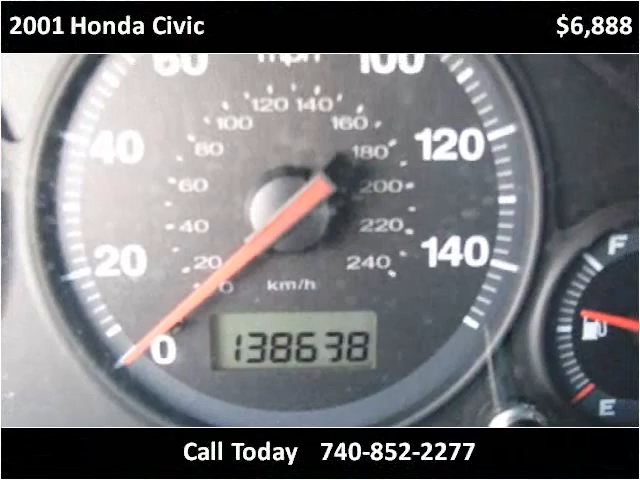 2001 Honda Civic $6,888
60 mph 100
120 140
100 160
40 80 180 120
60 200
40 220
20 20 240 140
0 km/h
0 138638
F
E
Call Today 740-852-2277